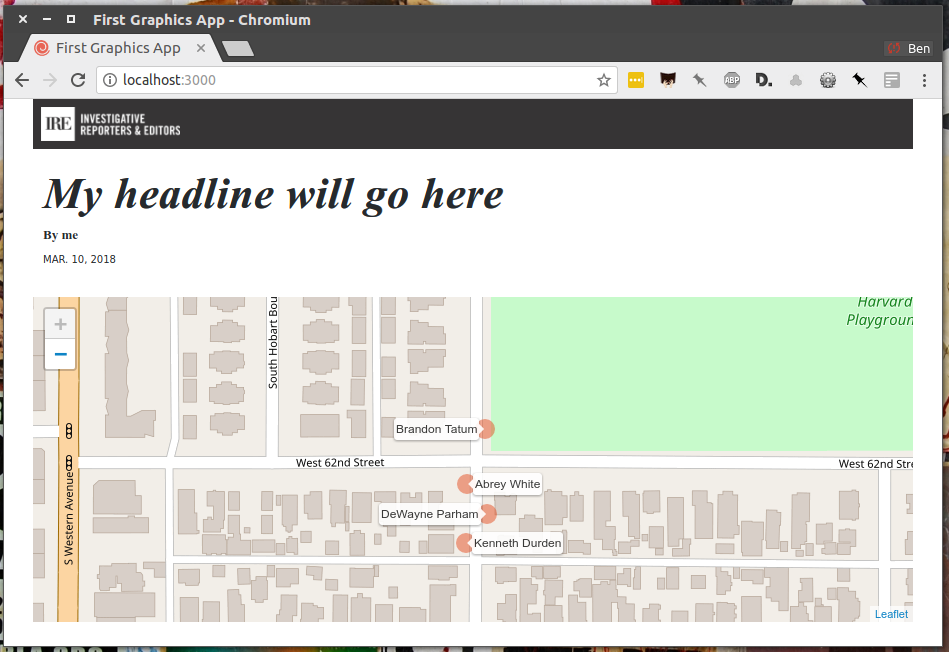 First Graphics App - Chromium
First Graphics App
Ben
localhost:3000
ABP
D.
IRE
INVESTIGATIVE
REPORTERS & EDITORS
My headline will go here
By me
MAR. 10, 2018
Harvard
Playgroun
+
−
South Hobart Bou
Brandon Tatum
West 62nd Street
West 62nd Stre
Abrey White
S Western Avenue
DeWayne Parham
Kenneth Durden
Leaflet